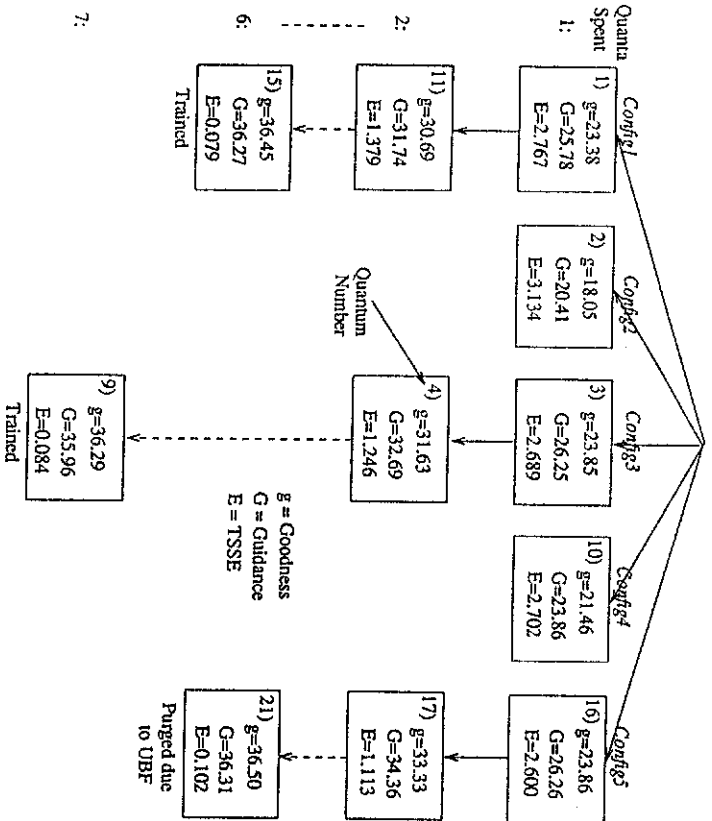 Quanta
Spent
Config1
Config2
Config3
Config4
Config5
1:
1) g=23.38
G=25.78
E=2.767
2) g=18.05
G=20.41
E=3.134
3) g=23.85
G=26.25
E=2.689
10) g=21.46
G=23.86
E=2.702
16) g=23.86
G=26.26
E=2.600
2:
11) g=30.69
G=31.74
E=1.379
4) g=31.63
G=32.69
E=1.246
17) g=33.33
G=34.36
E=1.113
Quantum
Number
g = Goodness
G = Guidance
E = TSSE
6:
15) g=36.45
G=36.27
E=0.079
Trained
21) g=36.50
G=36.31
E=0.102
Purged due
to UBF
7:
9) g=36.29
G=35.96
E=0.084
Trained